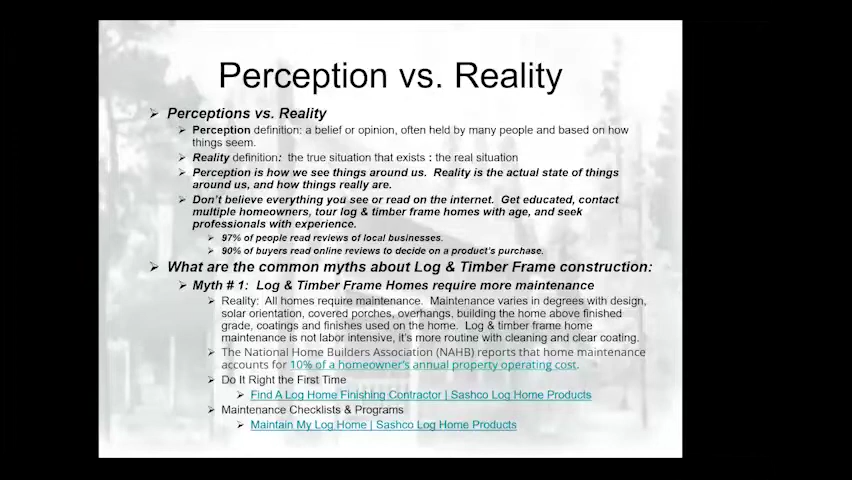 Perception vs. Reality
➢ Perceptions vs. Reality
➢ Perception definition: a belief or opinion, often held by many people and based on how
things seem.
➢ Reality definition: the true situation that exists : the real situation
➢ Perception is how we see things around us. Reality is the actual state of things
around us, and how things really are.
➢ Don't believe everything you see or read on the internet. Get educated, contact
multiple homeowners, tour log & timber frame homes with age, and seek
professionals with experience.
➢ 97% of people read reviews of local businesses.
➢ 90% of buyers read online reviews to decide on a product's purchase.
➢ What are the common myths about Log & Timber Frame construction:
➢ Myth # 1: Log & Timber Frame Homes require more maintenance
➢ Reality: All homes require maintenance. Maintenance varies in degrees with design,
solar orientation, covered porches, overhangs, building the home above finished
grade, coatings and finishes used on the home. Log & timber frame home
maintenance is not labor intensive, it's more routine with cleaning and clear coating.
➢ The National Home Builders Association (NAHB) reports that home maintenance
accounts for 10% of a homeowner's annual property operating cost.
➢ Do It Right the First Time
➢ Find A Log Home Finishing Contractor | Sashco Log Home Products
➢ Maintenance Checklists & Programs
➢ Maintain My Log Home | Sashco Log Home Products